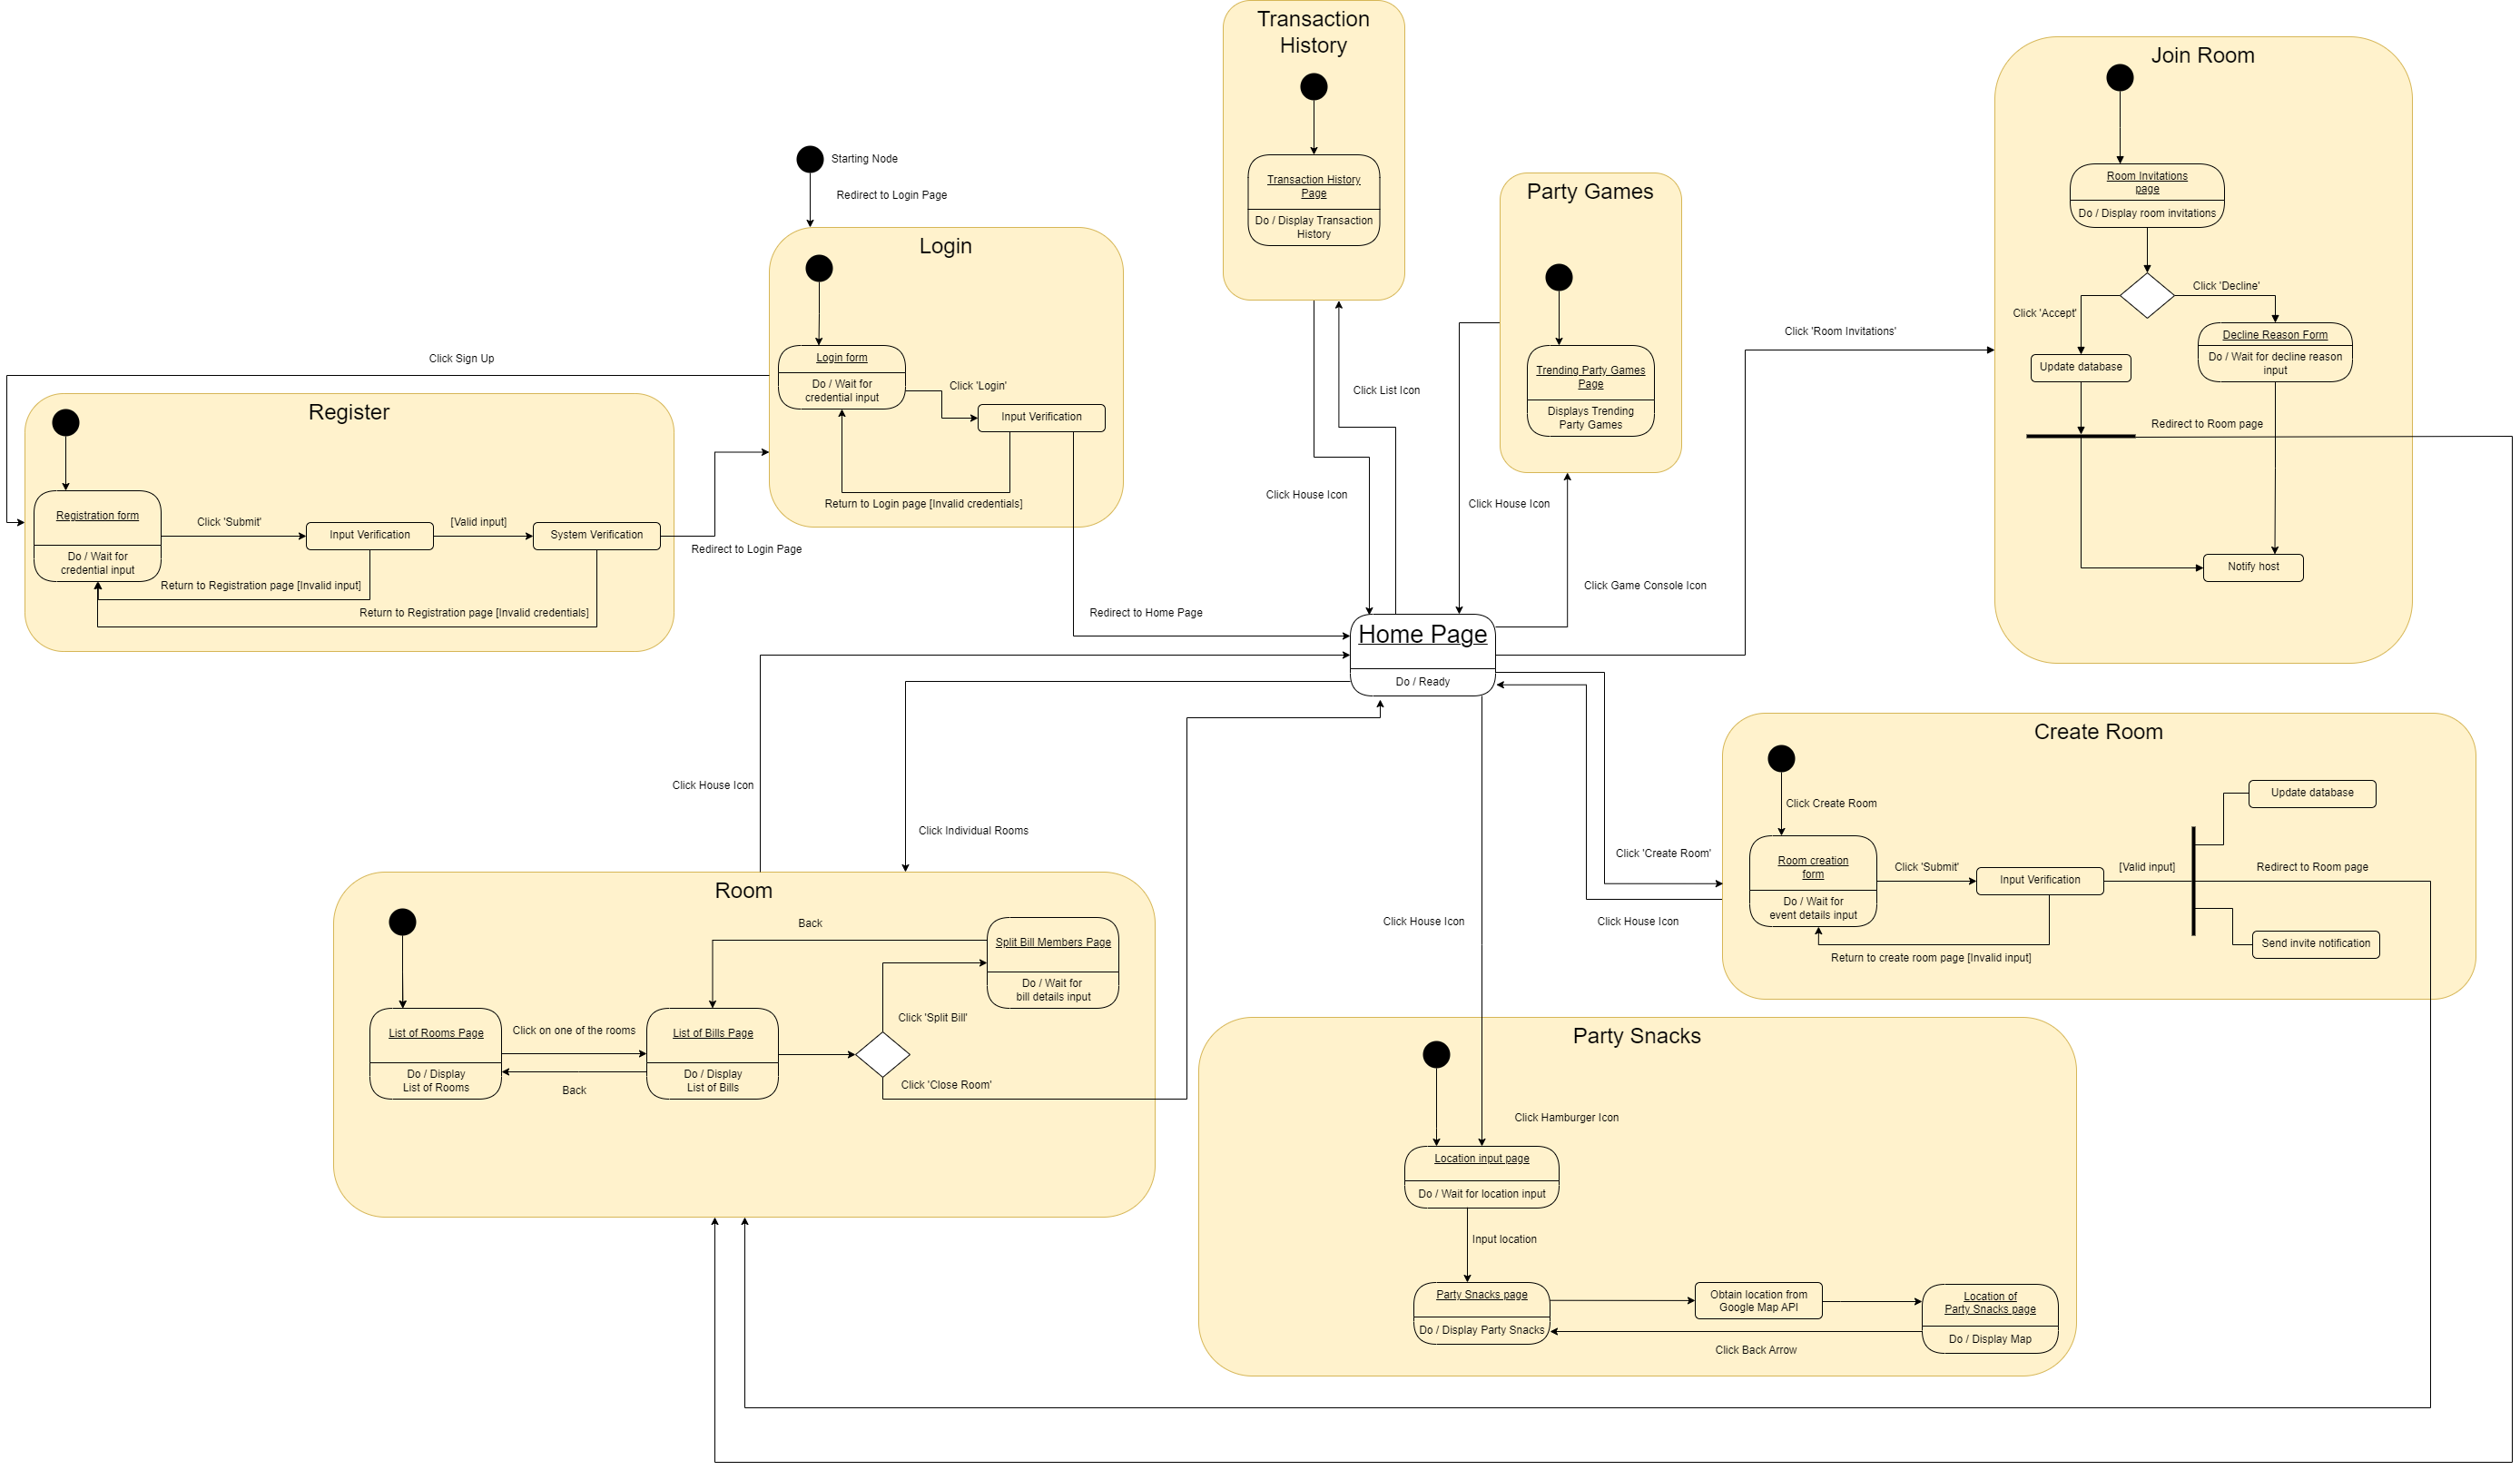 Transaction
History
Transaction History
Page
Do / Display Transaction
History
Join Room
Room Invitations
page
Do / Display room invitations
Click 'Decline'
Click 'Accept'
Decline Reason Form
Do / Wait for decline reason
input
Update database
Redirect to Room page
Notify host
Starting Node
Redirect to Login Page
Party Games
Trending Party Games
Page
Displays Trending
Party Games
Login
Login form
Do / Wait for
credential input
Click 'Login'
Input Verification
Return to Login page [Invalid credentials]
Click Sign Up
Register
Registration form
Do / Wait for
credential input
Click 'Submit'
Input Verification
[Valid input]
System Verification
Return to Registration page [Invalid input]
Return to Registration page [Invalid credentials]
Redirect to Login Page
Click 'Room Invitations'
Click List Icon
Click House Icon
Click House Icon
Click Game Console Icon
Redirect to Home Page
Home Page
Do / Ready
Click House Icon
Click Individual Rooms
Click House Icon
Click 'Create Room'
Click House Icon
Create Room
Click Create Room
Room creation
form
Do / Wait for
event details input
Click 'Submit'
Input Verification
[Valid input]
Update database
Redirect to Room page
Send invite notification
Return to create room page [Invalid input]
Room
Back
Split Bill Members Page
Do / Wait for
bill details input
Click 'Split Bill'
List of Rooms Page
Do / Display
List of Rooms
Click on one of the rooms
Back
List of Bills Page
Do / Display
List of Bills
Click 'Close Room'
Party Snacks
Click Hamburger Icon
Location input page
Do / Wait for location input
Input location
Party Snacks page
Do / Display Party Snacks
Obtain location from
Google Map API
Location of
Party Snacks page
Do / Display Map
Click Back Arrow